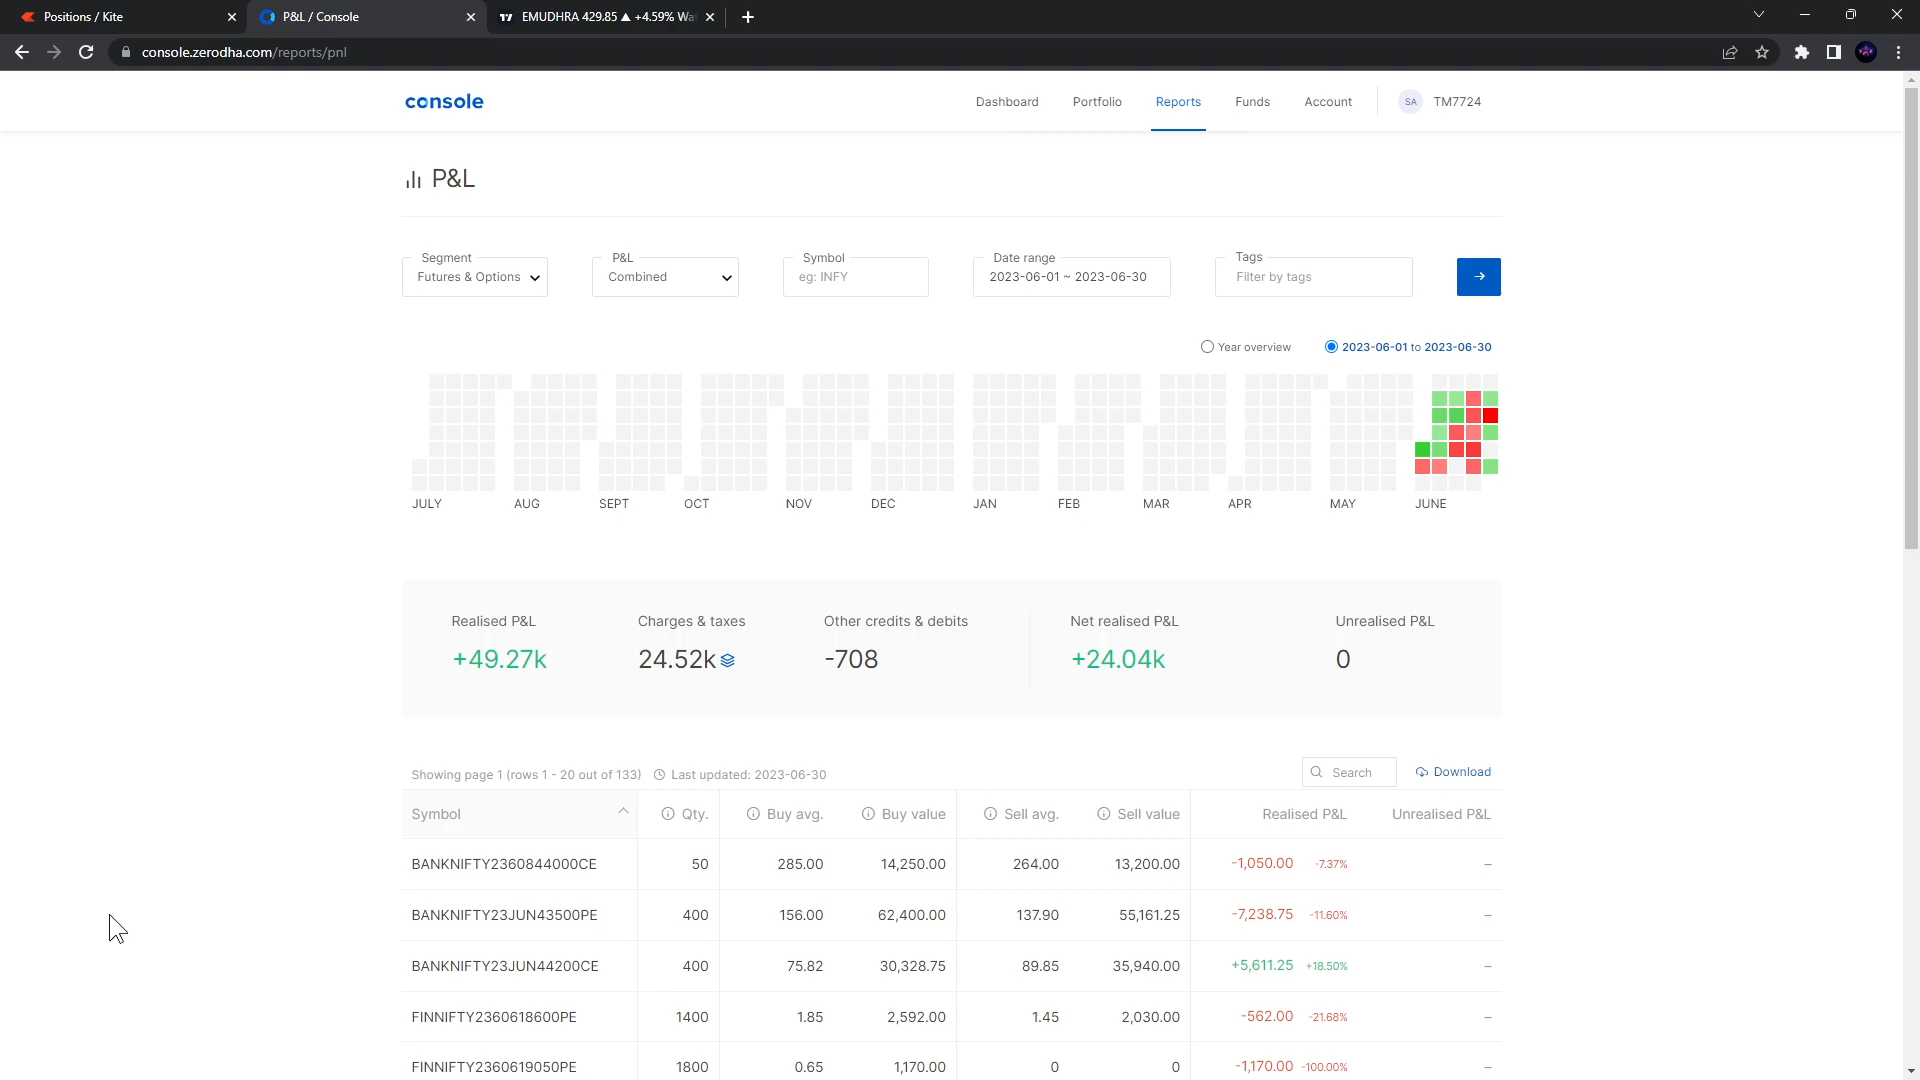 Positions / Kite
P&L / Console
EMUDHRA 429.85 ▲ +4.59% Wa
console.zerodha.com/reports/pnl
console
Dashboard
Portfolio
Reports
Funds
Account
SA
TM7724
P&L
Segment
Futures & Options
P&L
Combined
Symbol
eg: INFY
Date range
2023-06-01 ~ 2023-06-30
Tags
Filter by tags
Year overview
2023-06-01 to 2023-06-30
JULY AUG SEPT OCT NOV DEC JAN FEB MAR APR MAY JUNE
Realised P&L
+49.27k
Charges & taxes
24.52k
Other credits & debits
-708
Net realised P&L
+24.04k
Unrealised P&L
0
Showing page 1 (rows 1 - 20 out of 133) Last updated: 2023-06-30
Search
Download
Symbol Qty. Buy avg. Buy value Sell avg. Sell value Realised P&L Unrealised P&L
BANKNIFTY2360844000CE 50 285.00 14,250.00 264.00 13,200.00 -1,050.00 -7.37% –
BANKNIFTY23JUN43500PE 400 156.00 62,400.00 137.90 55,161.25 -7,238.75 -11.60% –
BANKNIFTY23JUN44200CE 400 75.82 30,328.75 89.85 35,940.00 +5,611.25 +18.50% –
FINNIFTY2360618600PE 1400 1.85 2,592.00 1.45 2,030.00 -562.00 -21.68% –
FINNIFTY2360619050PE 1800 0.65 1,170.00 0 0 -1,170.00 -100.00% –